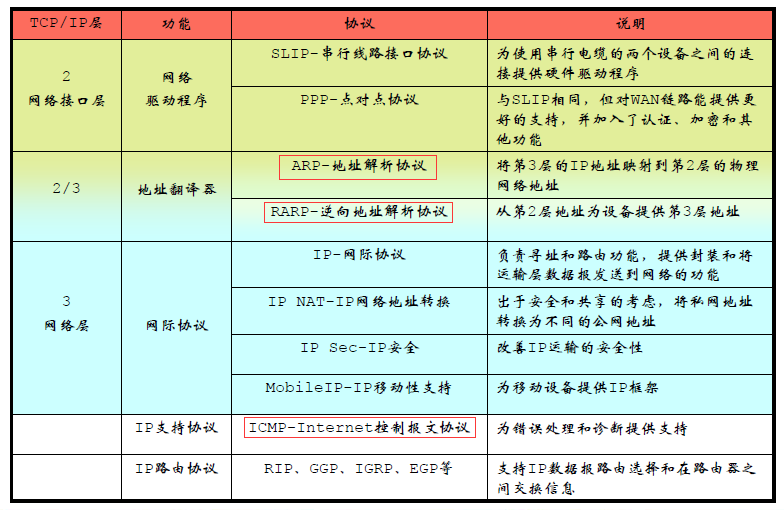 TCP/IP层 功能 协议 说明
2
网络接口层
网络
驱动程序
SLIP-串行线路接口协议
为使用串行电缆的两个设备之间的连
接提供硬件驱动程序
PPP-点对点协议
与SLIP相同，但对WAN链路能提供更
好的支持，并加入了认证、加密和其
他功能
2/3
地址翻译器
ARP-地址解析协议
将第3层的IP地址映射到第2层的物理
网络地址
RARP-逆向地址解析协议
从第2层地址为设备提供第3层地址
3
网络层
网际协议
IP-网际协议
负责寻址和路由功能，提供封装和将
运输层数据报发送到网络的功能
IP NAT-IP网络地址转换
出于安全和共享的考虑，将私网地址
转换为不同的公网地址
IP Sec-IP安全
改善IP运输的安全性
MobileIP-IP移动性支持
为移动设备提供IP框架
IP支持协议
ICMP-Internet控制报文协议
为错误处理和诊断提供支持
IP路由协议
RIP、GGP、IGRP、EGP等
支持IP数据报路由选择和在路由器之
间交换信息